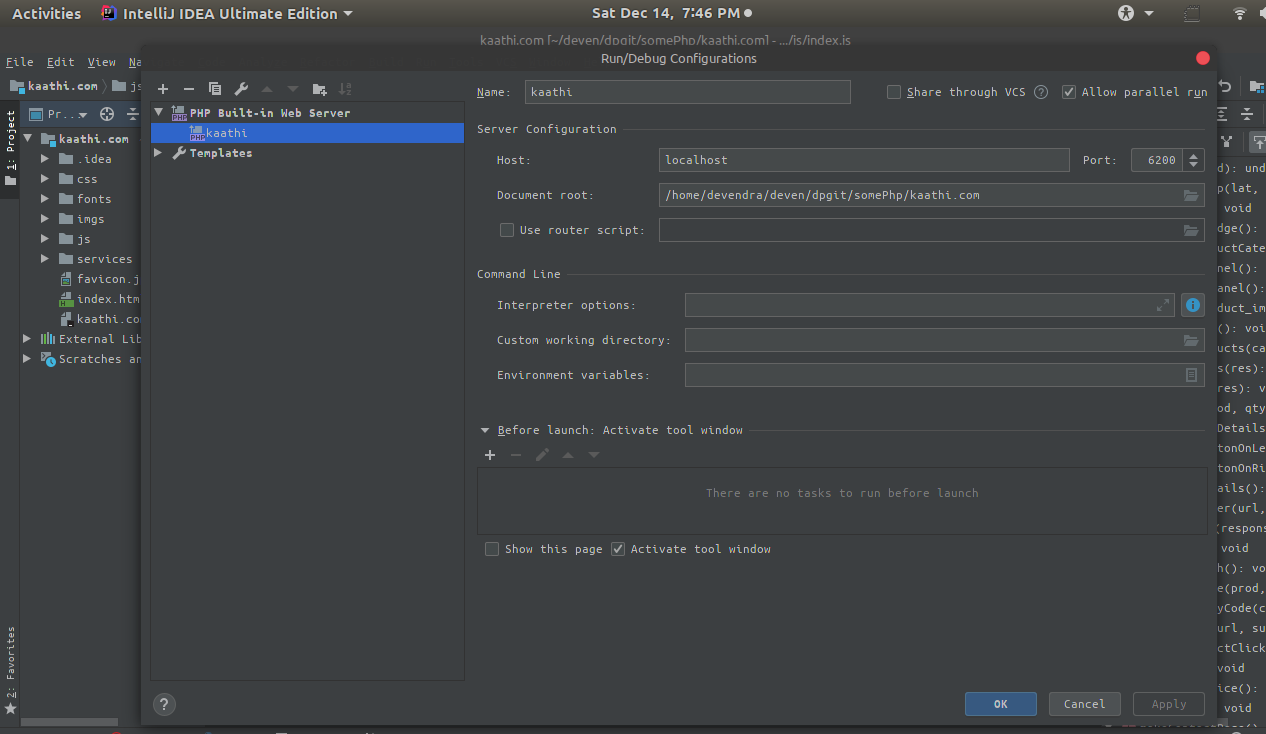 Activities IntelliJ IDEA Ultimate Edition Sat Dec 14, 7:46 PM
kaathi.com [~/deven/dpgit/somePhp/kaathi.com] - .../js/index.js
Run/Debug Configurations
File Edit View Na
kaathi.com js
Name: kaathi Share through VCS ? Allow parallel run
1: Project
Pr...
PHP Built-in Web Server
kaathi
Templates
kaathi.com
.idea
css
fonts
imgs
js
services
favicon.j
index.htm
kaathi.co
External Lib
Scratches an
2: Favorites
Server Configuration
Host: localhost Port: 6200
Document root: /home/devendra/deven/dpgit/somePhp/kaathi.com
Use router script:
Command Line
Interpreter options:
Custom working directory:
Environment variables:
Before launch: Activate tool window
There are no tasks to run before launch
Show this page Activate tool window
? OK Cancel Apply
d): und
p(lat,
void
dge():
uctCate
nel():
anel():
duct_im
(): voi
ucts(ca
s(res):
res): v
od, qty
Details
tonOnLe
tonOnRi
ails():
er(url,
(respons
void
h(): vo
e(prod,
yCode(c
url, su
ctClick
void
ice():
void